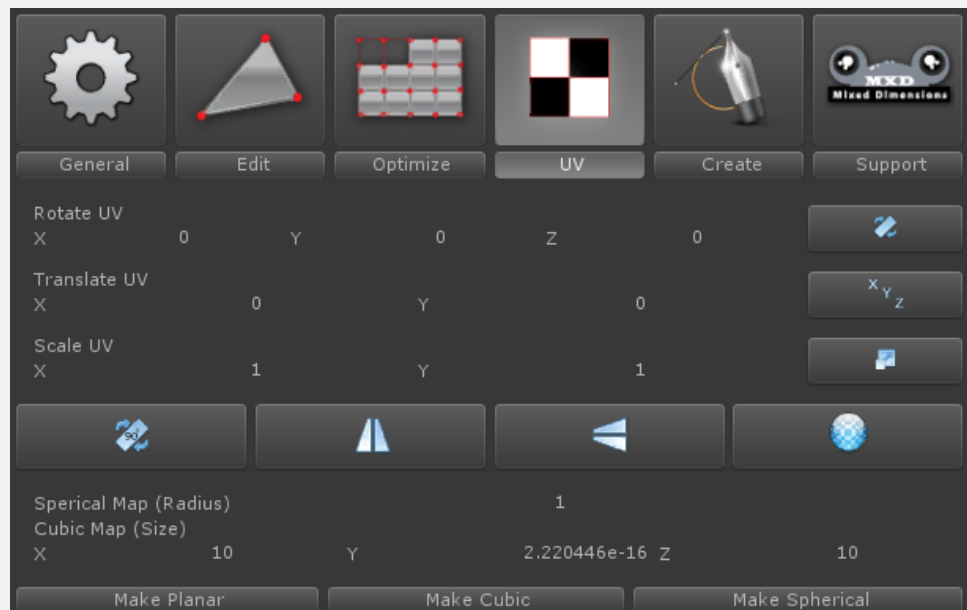 MXD
Mixed Dimensions
General Edit Optimize UV Create Support
Rotate UV
X 0 Y 0 Z 0
Translate UV
X 0 Y 0
X Y Z
Scale UV
X 1 Y 1
90°
Sperical Map (Radius) 1
Cubic Map (Size)
X 10 Y 2.220446e-16 Z 10
Make Planar Make Cubic Make Spherical